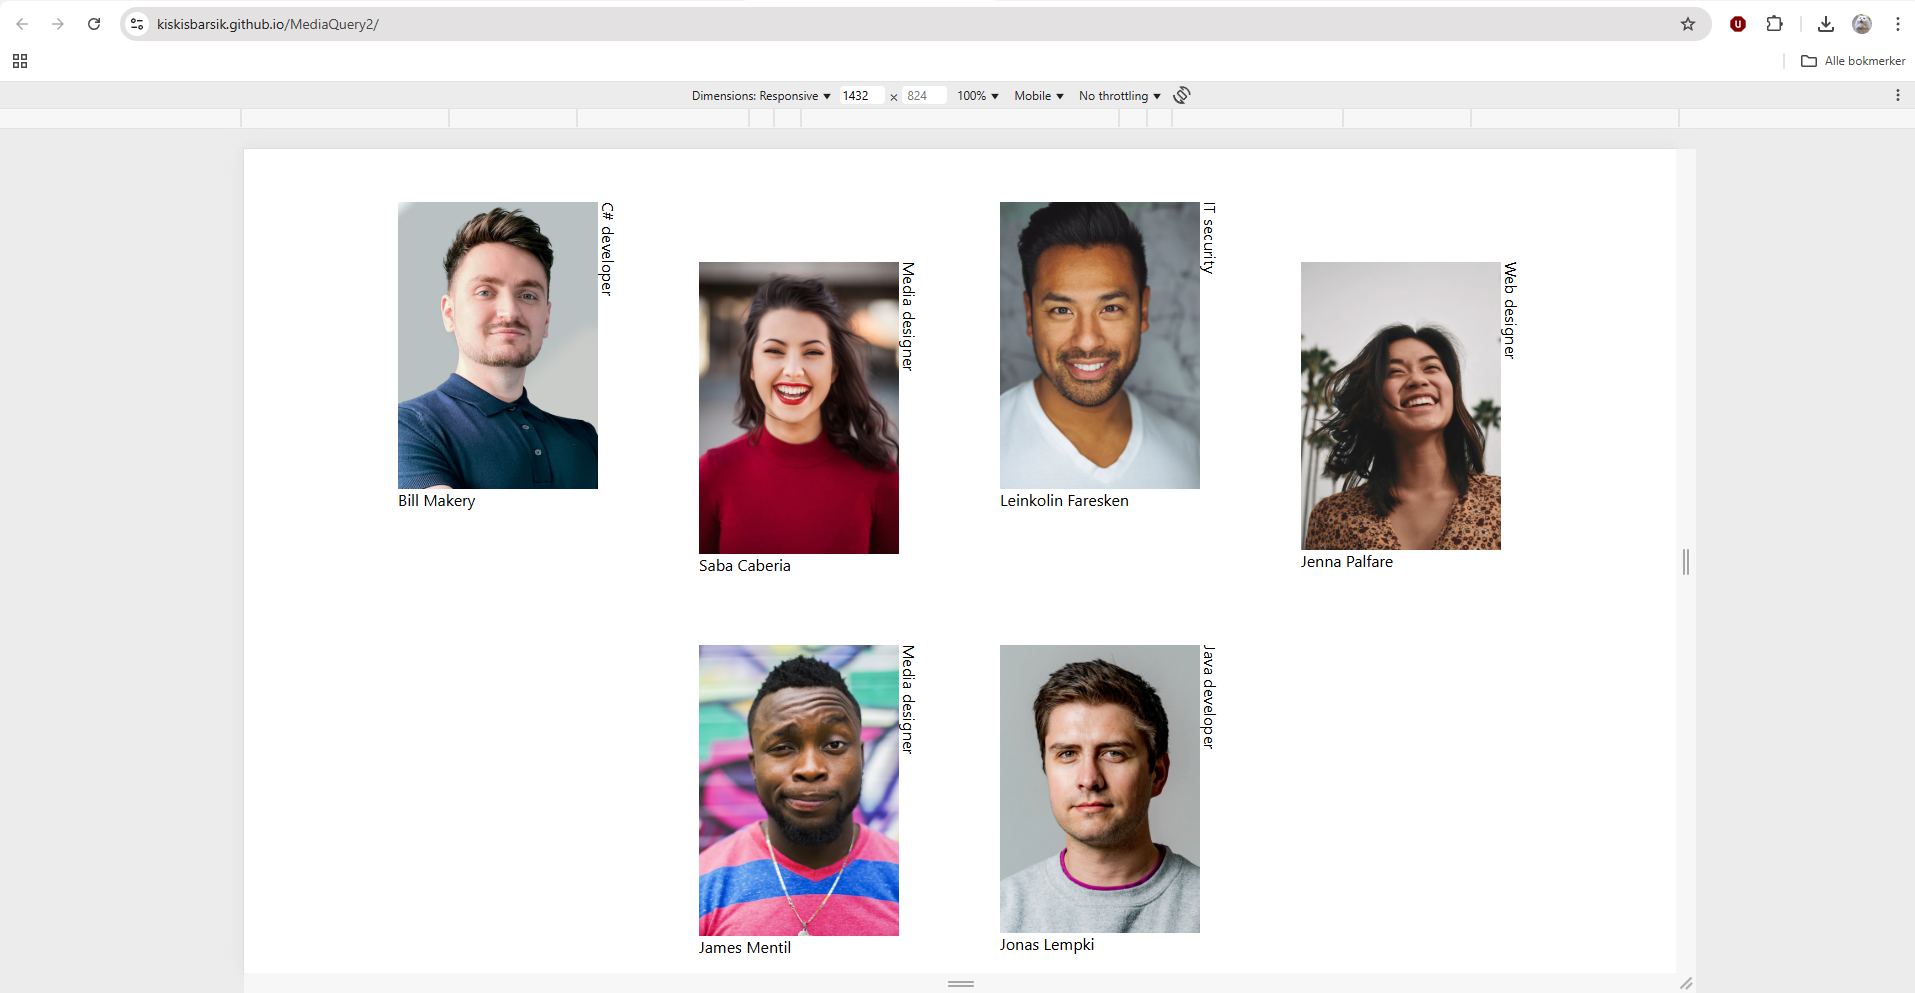 kiskisbarsik.github.io/MediaQuery2/
Alle bokmerker
Dimensions: Responsive 1432 × 824 100% Mobile No throttling
C# developer
Bill Makery
Media designer
Saba Caberia
IT security
Leinkolin Faresken
Web designer
Jenna Palfare
Media designer
James Mentil
Java developer
Jonas Lempki